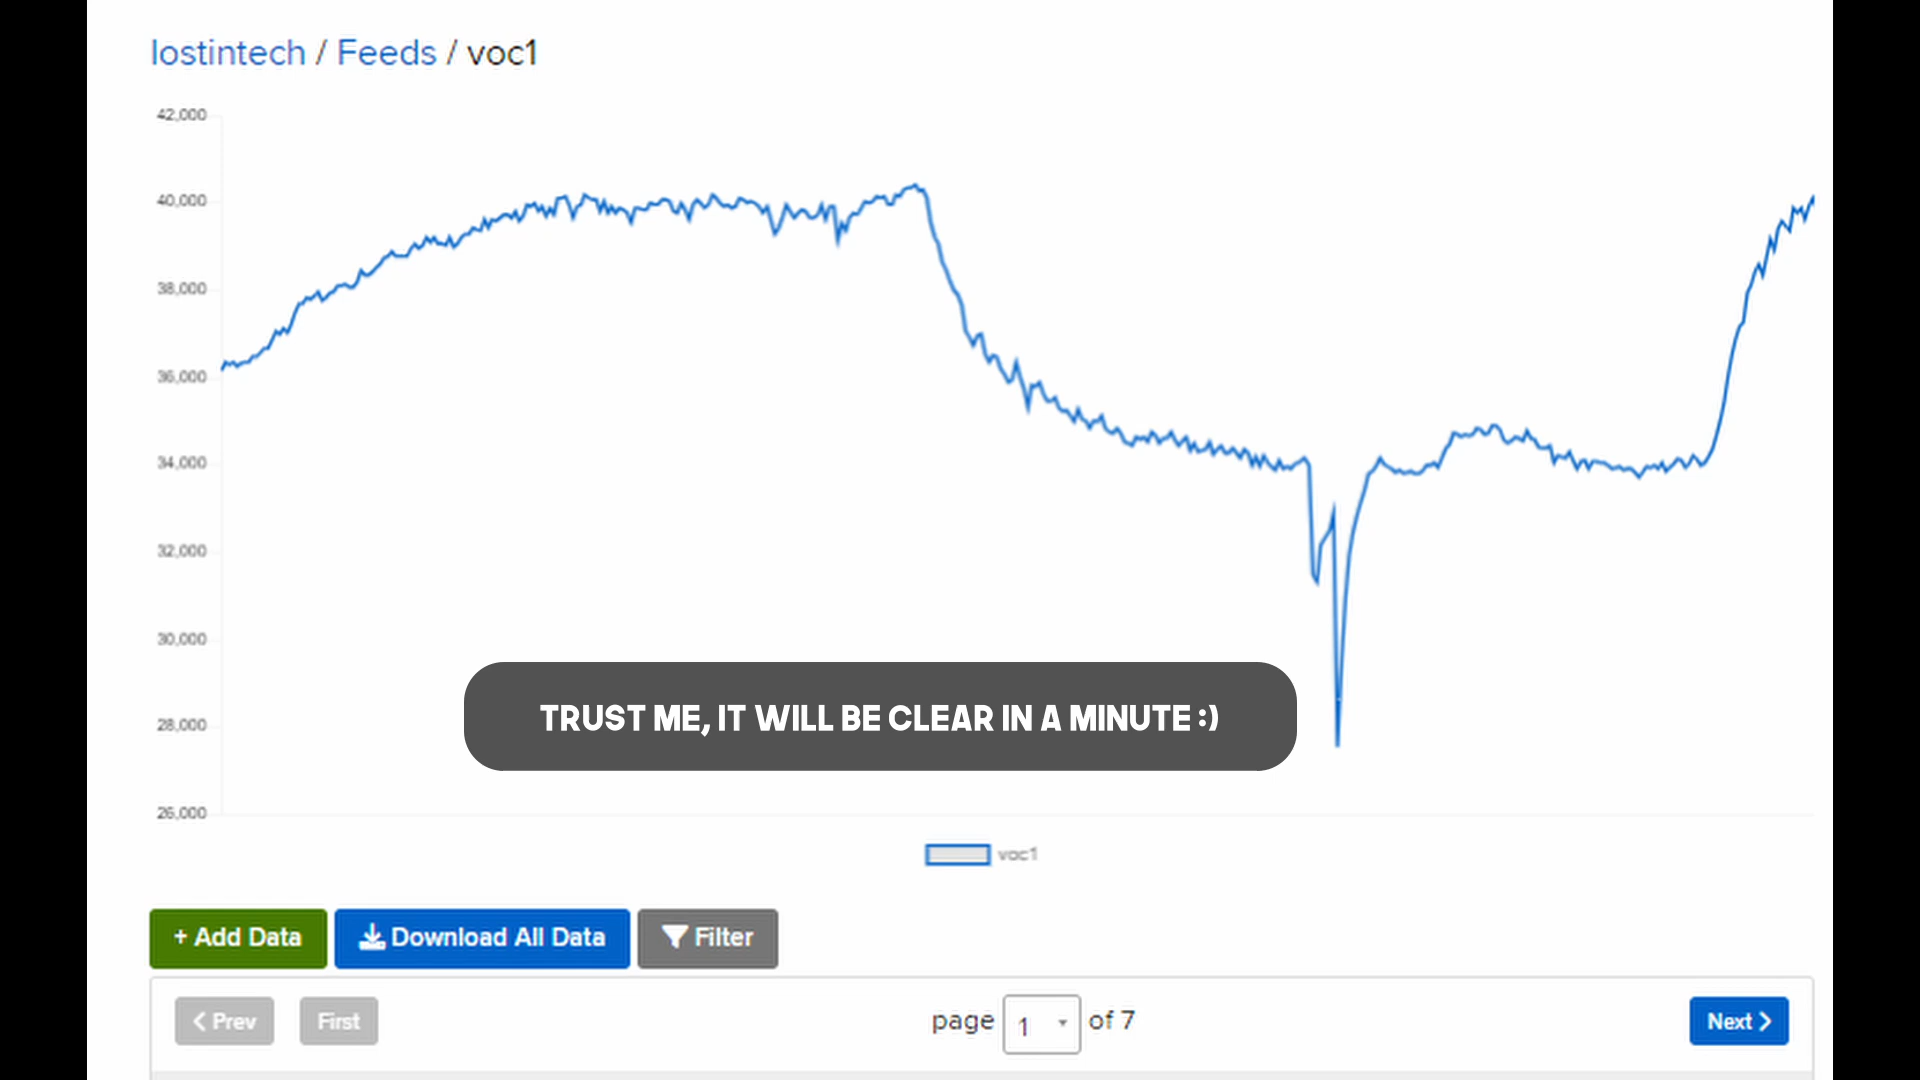 lostintech / Feeds / voc1
42,000
40,000
38,000
36,000
34,000
32,000
30,000
28,000
26,000
TRUST ME, IT WILL BE CLEAR IN A MINUTE :)
voc1
+ Add Data
Download All Data
Filter
Prev
First
page 1 of 7
Next